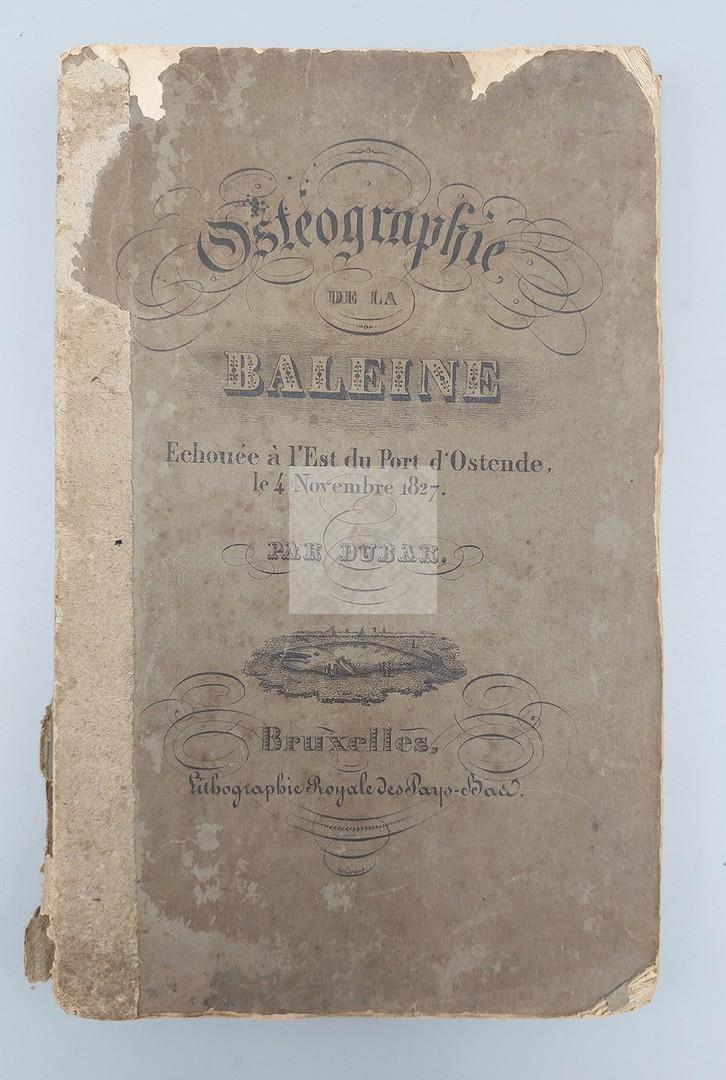 Ostéographie
DE LA
BALEINE
Echouée à l'Est du Port d'Ostende,
le 4 Novembre 1827.
PAR DUBAR.
Bruxelles,
Lithographie Royale des Pays-Bas.